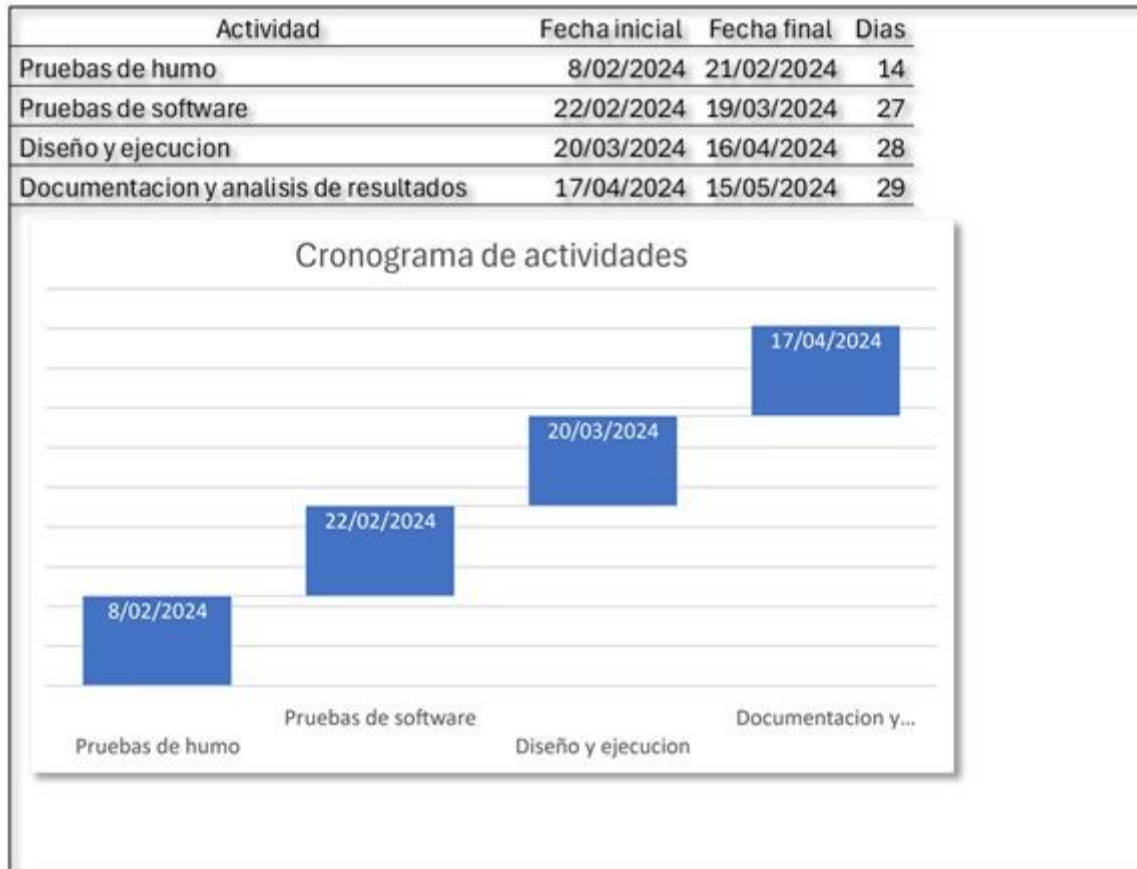 Actividad Fecha inicial Fecha final Dias
Pruebas de humo 8/02/2024 21/02/2024 14
Pruebas de software 22/02/2024 19/03/2024 27
Diseño y ejecucion 20/03/2024 16/04/2024 28
Documentacion y analisis de resultados 17/04/2024 15/05/2024 29
Cronograma de actividades
17/04/2024
20/03/2024
22/02/2024
8/02/2024
Pruebas de software Documentacion y...
Pruebas de humo Diseño y ejecucion